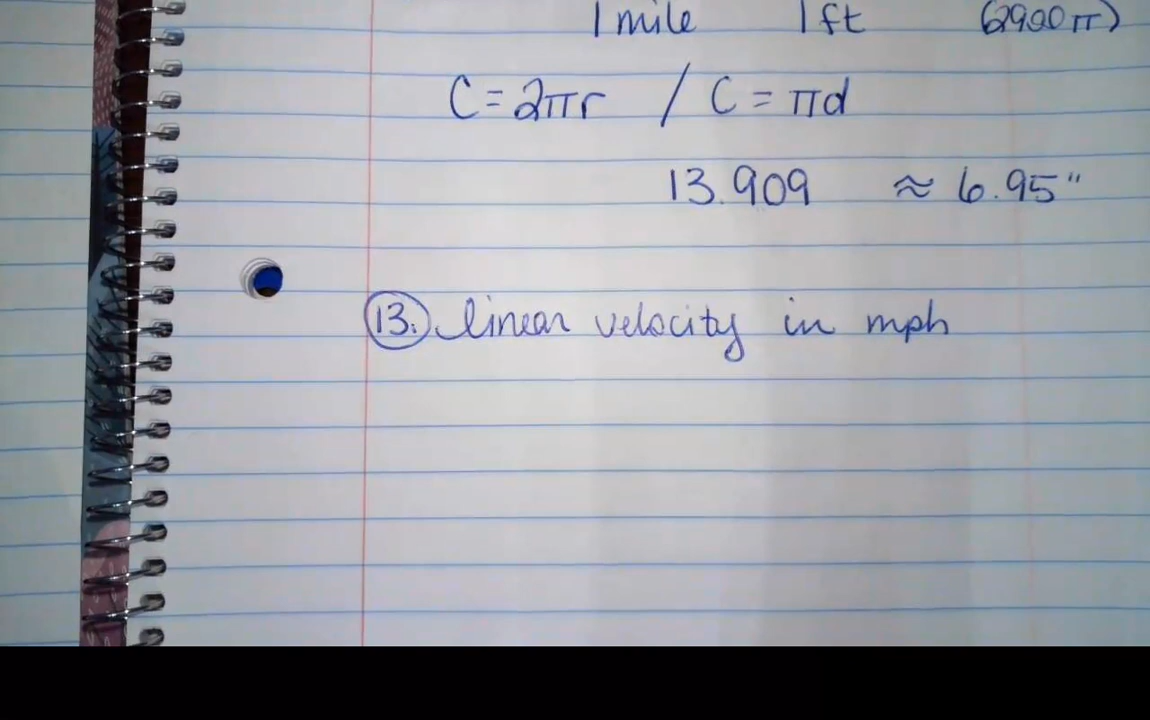 1 mile 1 ft (2900π)
C = 2πr / C = πd
13.909 ≈ 6.95"
13. linear velocity in mph